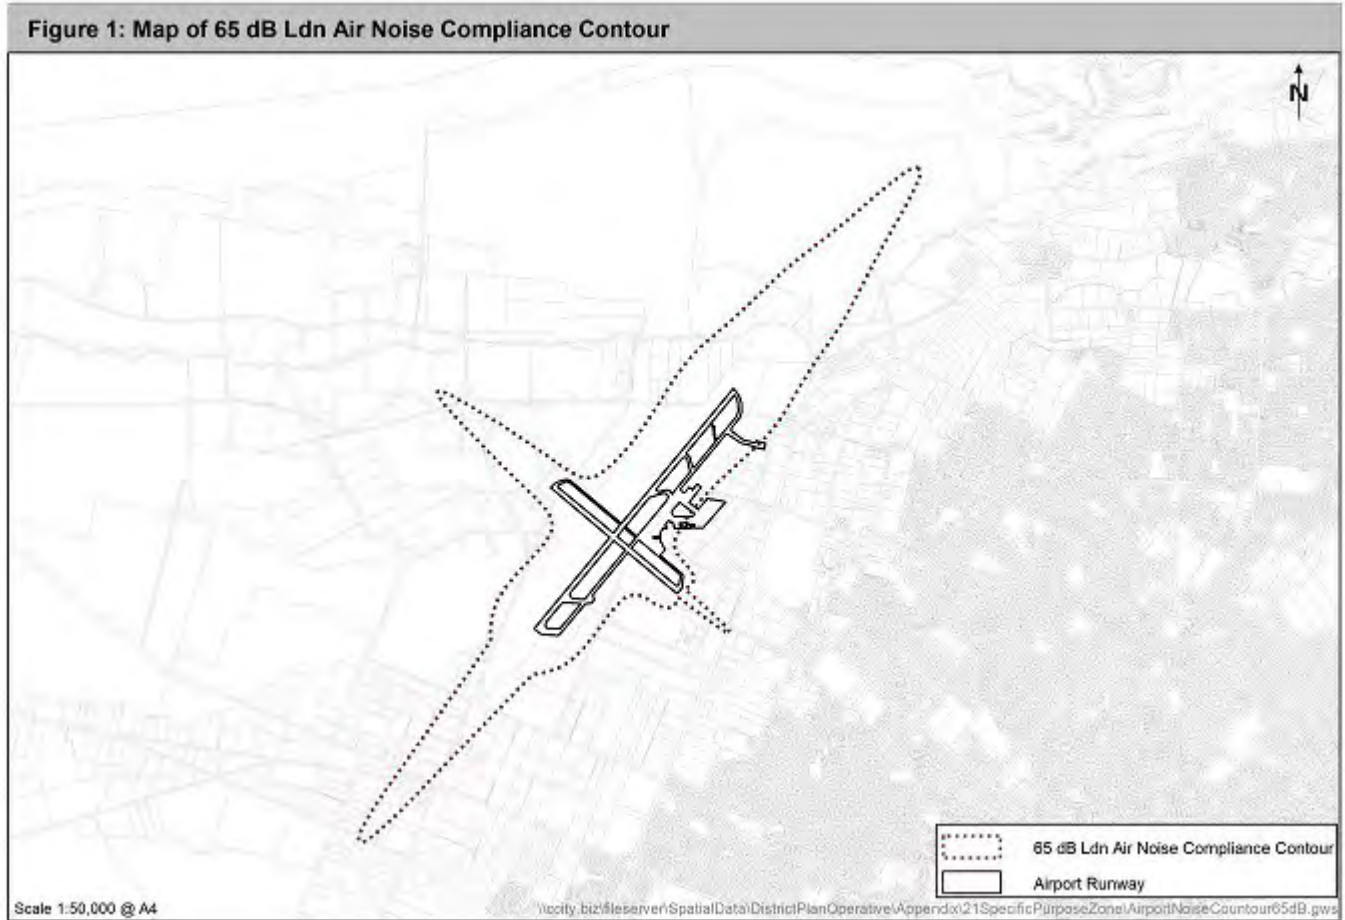 Figure 1: Map of 65 dB Ldn Air Noise Compliance Contour
N
65 dB Ldn Air Noise Compliance Contour
Airport Runway
Scale 1:50,000 @ A4
\\ccity.biz\fileserver\SpatialData\DistrictPlanOperative\Appendix\21SpecificPurposeZone\AirportNoiseCountour65dB.gws